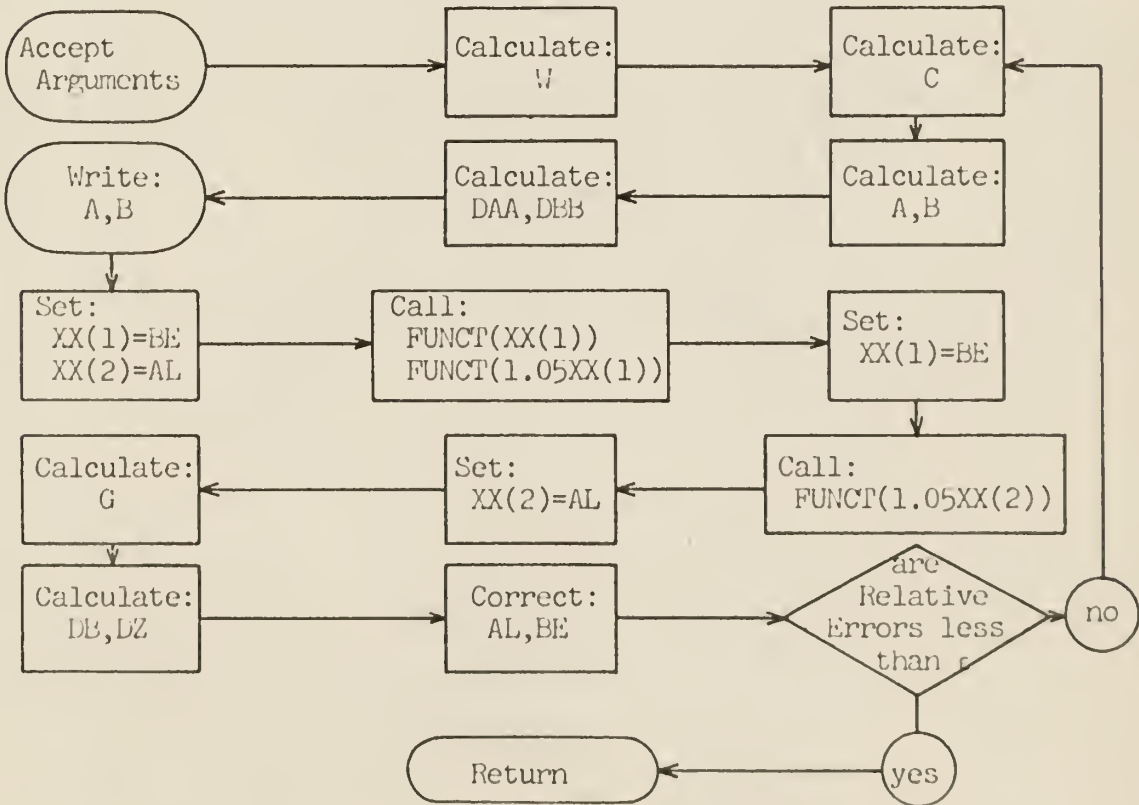 Accept
Arguments
Calculate:
W
Calculate:
C
Calculate:
A,B
Calculate:
DAA,DBB
Write:
A,B
Set:
XX(1)=BE
XX(2)=AL
Call:
FUNCT(XX(1))
FUNCT(1.05XX(1))
Set:
XX(1)=BE
Call:
FUNCT(1.05XX(2))
Set:
XX(2)=AL
Calculate:
G
Calculate:
DB,DZ
Correct:
AL,BE
are
Relative
Errors less
than ε
no
yes
Return